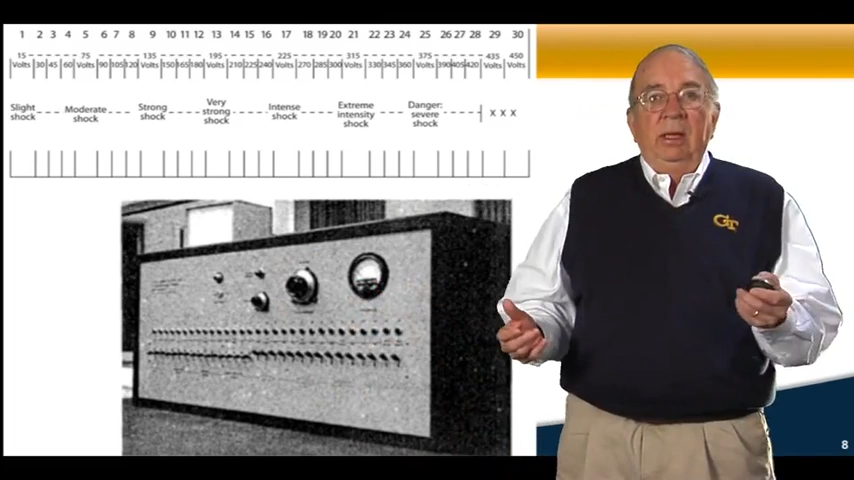 1 2 3 4 5 6 7 8 9 10 11 12 13 14 15 16 17 18 19 20 21 22 23 24 25 26 27 28 29 30
15 75 135 195 225 315 375 435 450
Volts 30 45 60 Volts 90 105 120 Volts 150 165 180 Volts 210 225 240 Volts 270 285 300 Volts 330 345 360 Volts 390 405 420 Volts Volts
Slight Moderate Strong Very Intense Extreme Danger: X X X
shock shock shock strong shock intensity severe
shock shock shock
GT
8